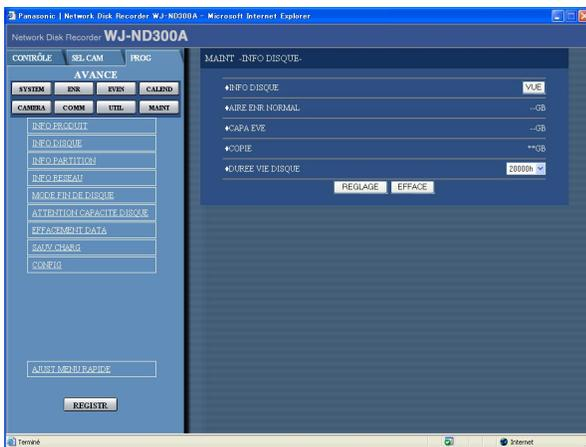 Panasonic | Network Disk Recorder WJ-ND300A - Microsoft Internet Explorer
Network Disk Recorder WJ-ND300A
CONTRÔLE SEL CAM PROG
AVANCE
SYSTEM ENR EVEN CALEND
CAMERA COMM UTIL MAINT
INFO PRODUIT
INFO DISQUE
INFO PARTITION
INFO RESEAU
MODE FIN DE DISQUE
ATTENTION CAPACITE DISQUE
EFFACEMENT DATA
SAUV CHARG
CONFIG
AJUST MENU RAPIDE
REGISTR
MAINT -INFO DISQUE-
♦INFO DISQUE VUE
♦AIRE ENR NORMAL --GB
♦CAPA EVE --GB
♦COPIE **GB
♦DUREE VIE DISQUE 20000h
REGLAGE EFFACE
Terminé Internet